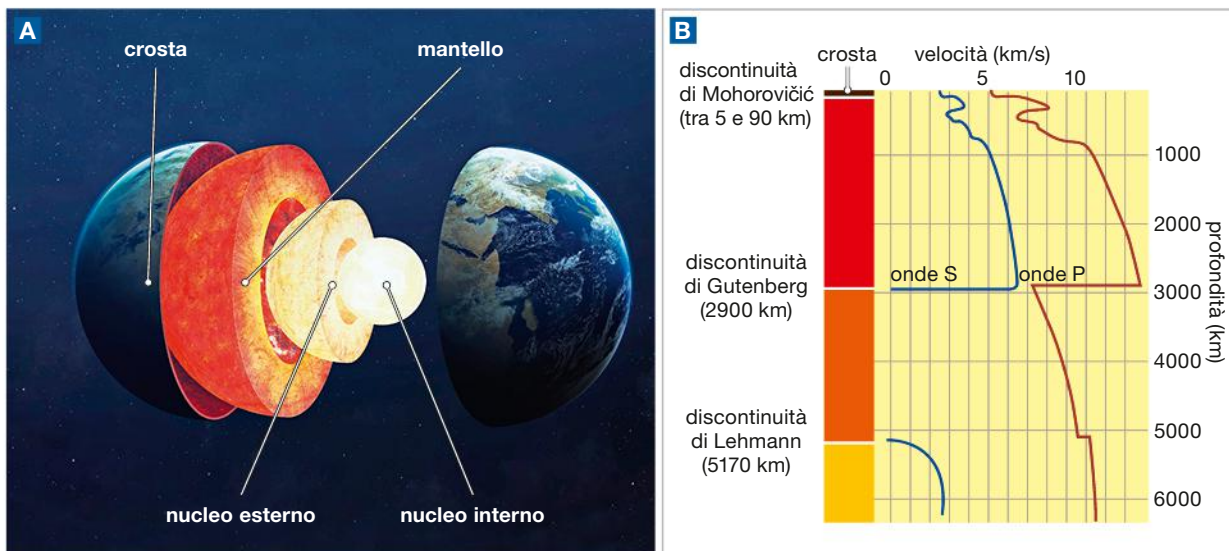 A
crosta
mantello
nucleo esterno
nucleo interno
B
crosta
velocità (km/s)
0
5
10
discontinuità
di Mohorovičić
(tra 5 e 90 km)
1000
2000
discontinuità
di Gutenberg
(2900 km)
onde S
onde P
3000
profondità (km)
4000
discontinuità
di Lehmann
(5170 km)
5000
6000